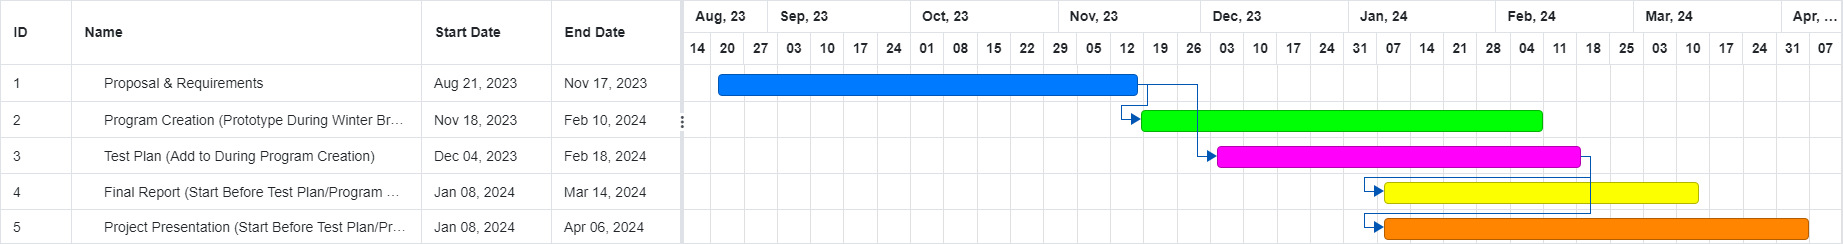 ID Name Start Date End Date Aug, 23 Sep, 23 Oct, 23 Nov, 23 Dec, 23 Jan, 24 Feb, 24 Mar, 24 Apr, ...
14 20 27 03 10 17 24 01 08 15 22 29 05 12 19 26 03 10 17 24 31 07 14 21 28 04 11 18 25 03 10 17 24 31 07
1 Proposal & Requirements Aug 21, 2023 Nov 17, 2023
2 Program Creation (Prototype During Winter Br... Nov 18, 2023 Feb 10, 2024
3 Test Plan (Add to During Program Creation) Dec 04, 2023 Feb 18, 2024
4 Final Report (Start Before Test Plan/Program ... Jan 08, 2024 Mar 14, 2024
5 Project Presentation (Start Before Test Plan/Pr... Jan 08, 2024 Apr 06, 2024